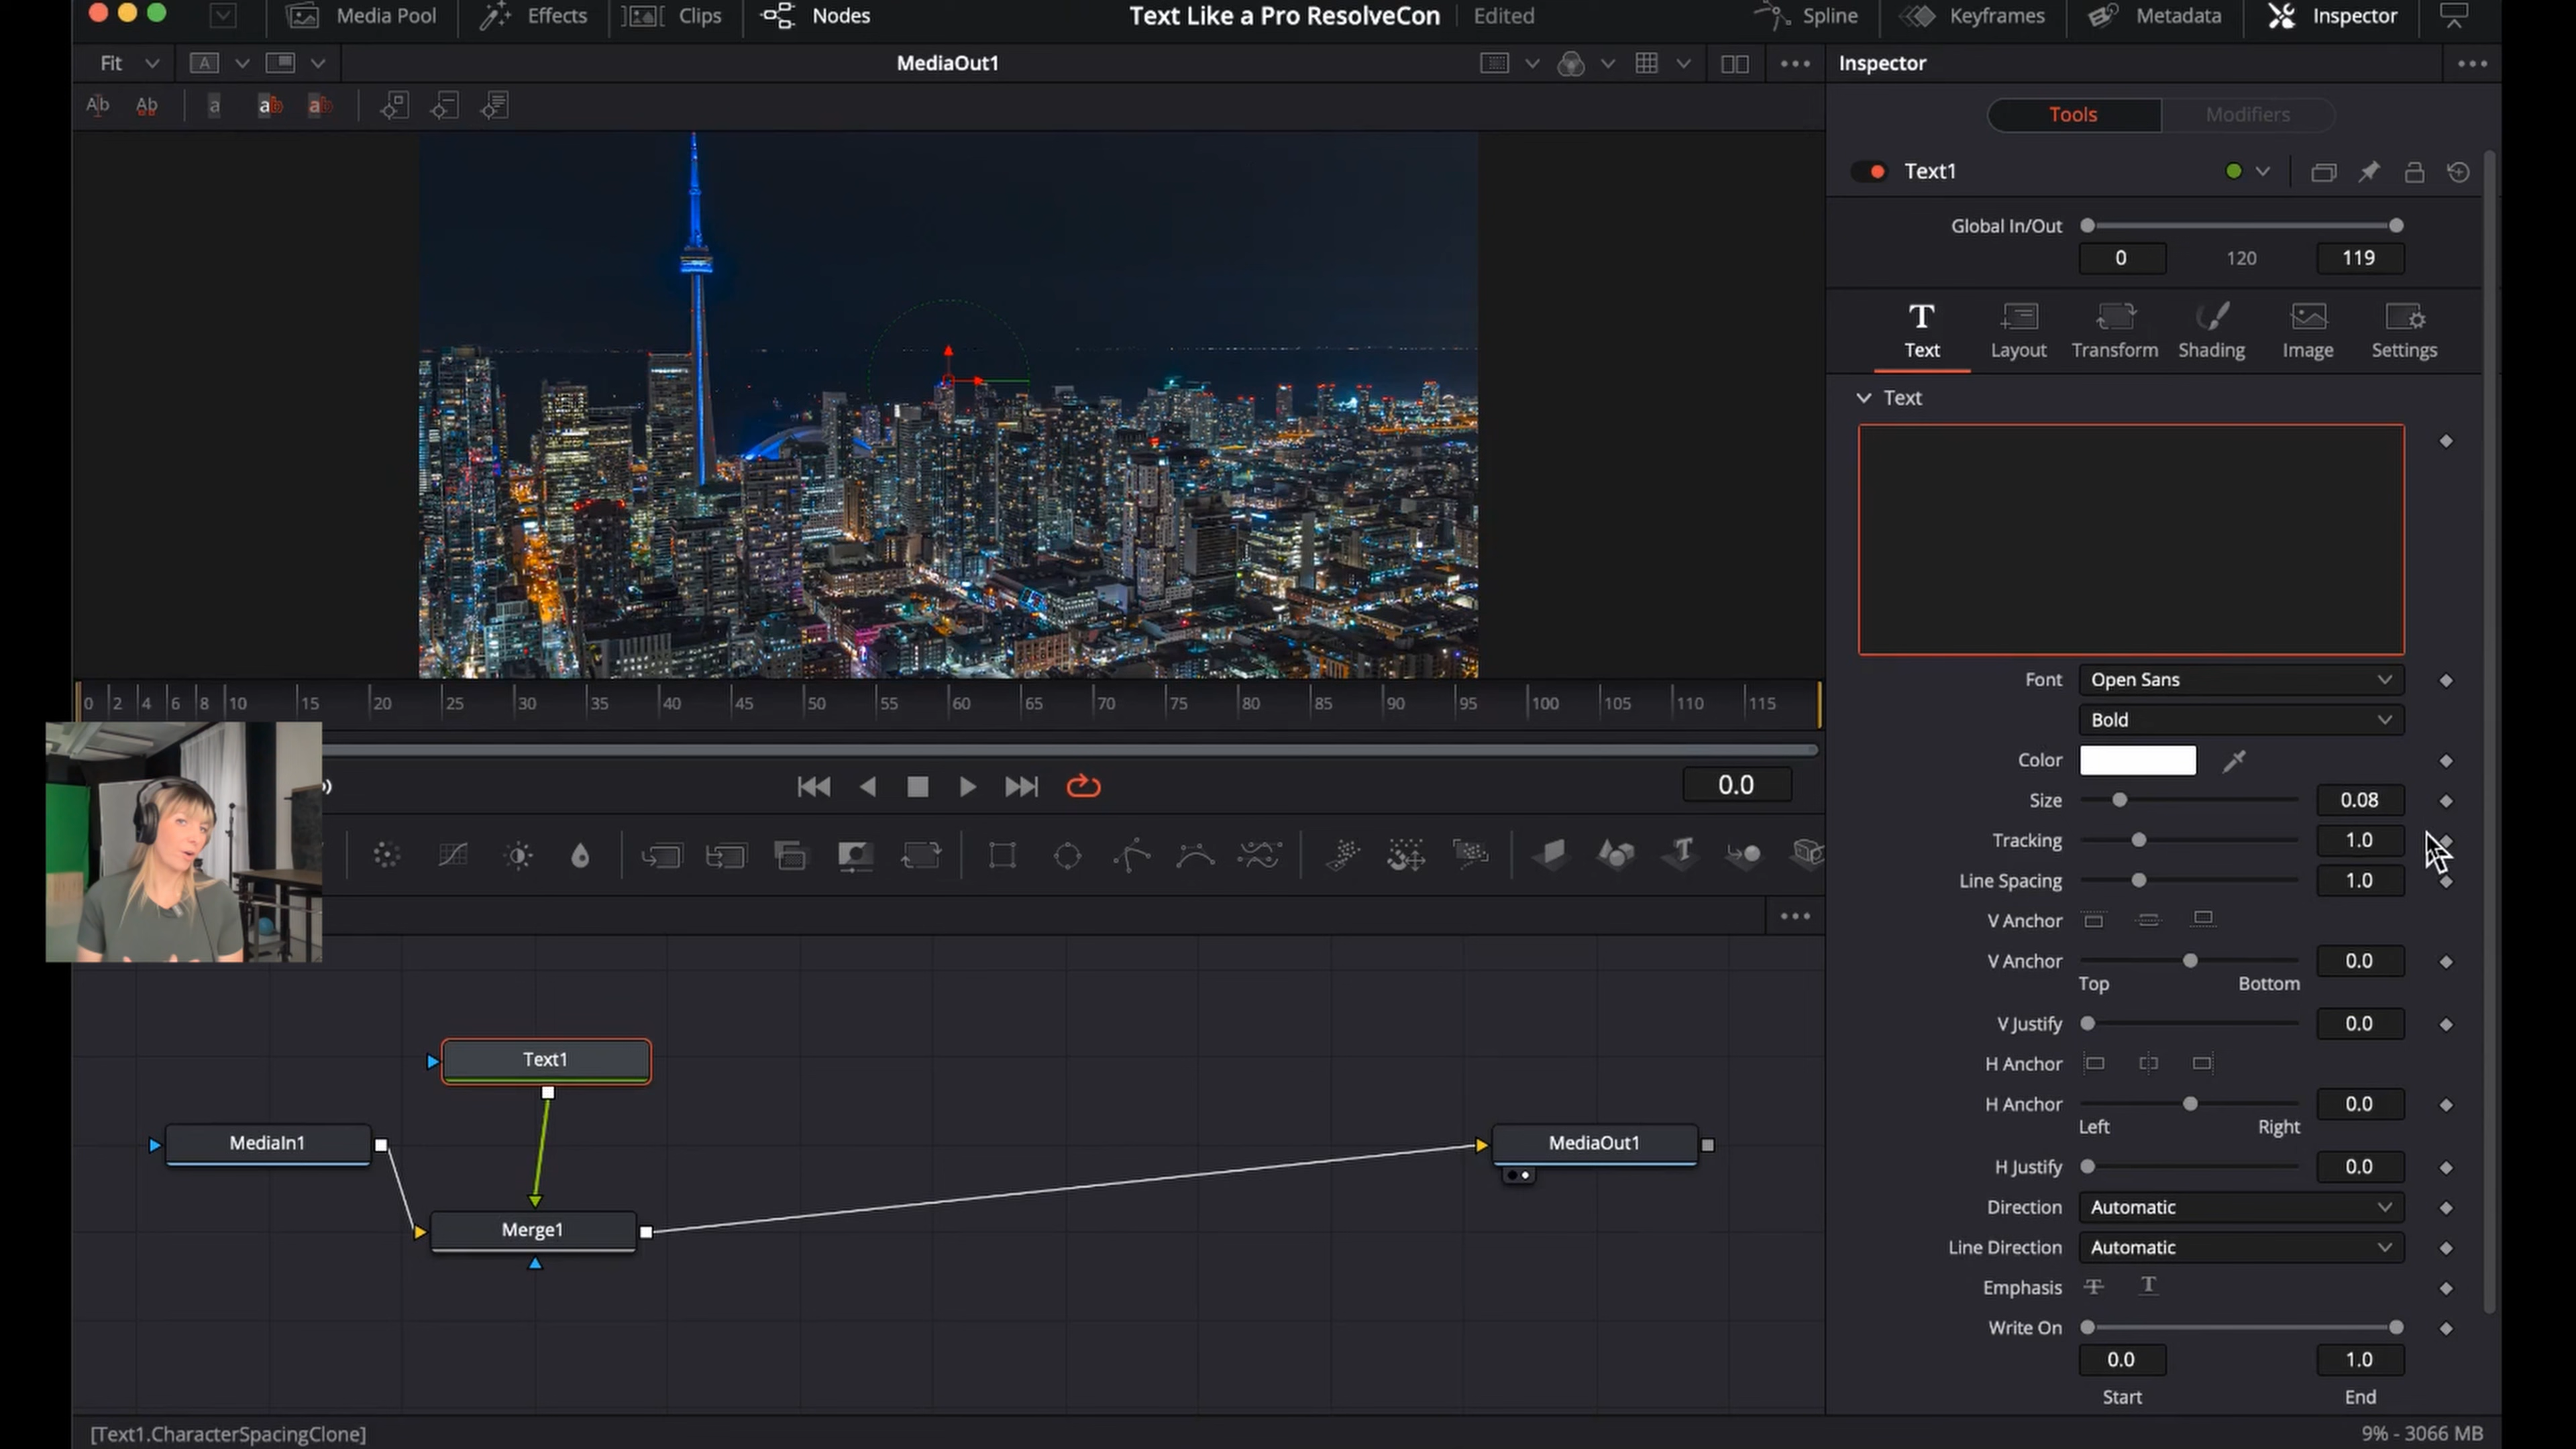 Media Pool Effects Clips Nodes Text Like a Pro ResolveCon Edited Spline Keyframes Metadata Inspector
Fit A MediaOut1 Inspector
Ab Ab a ab ab
Tools Modifiers
Text1
Global In/Out
0 120 119
T
Text Layout Transform Shading Image Settings
Text
Font Open Sans
Bold
Color
Size 0.08
Tracking 1.0
Line Spacing 1.0
V Anchor
V Anchor 0.0
Top Bottom
V Justify 0.0
H Anchor
H Anchor 0.0
Left Right
H Justify 0.0
Direction Automatic
Line Direction Automatic
Emphasis T T
Write On
0.0 1.0
Start End
0 2 4 6 8 10 15 20 25 30 35 40 45 50 55 60 65 70 75 80 85 90 95 100 105 110 115
0.0
T
Text1
MediaIn1
MediaOut1
Merge1
[Text1.CharacterSpacingClone]
9% - 3066 MB